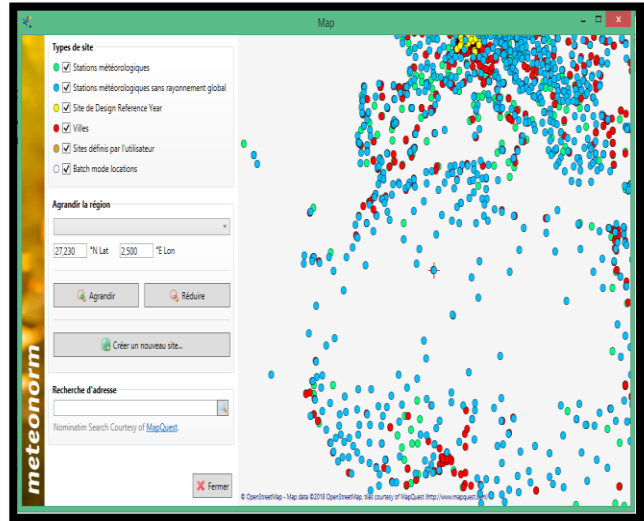 Map
Types de site
Stations météorologiques
Stations météorologiques sans rayonnement global
Site de Design Reference Year
Villes
Sites définis par l'utilisateur
Batch mode locations
Agrandir la région
27,230 °N Lat 2,500 °E Lon
Agrandir Réduire
Créer un nouveau site...
Recherche d'adresse
Nominatim Search Courtesy of MapQuest.
Fermer
meteonorm
© OpenStreetMap - Map data ©2018 OpenStreetMap, tiles courtesy of MapQuest (http://www.mapquest.